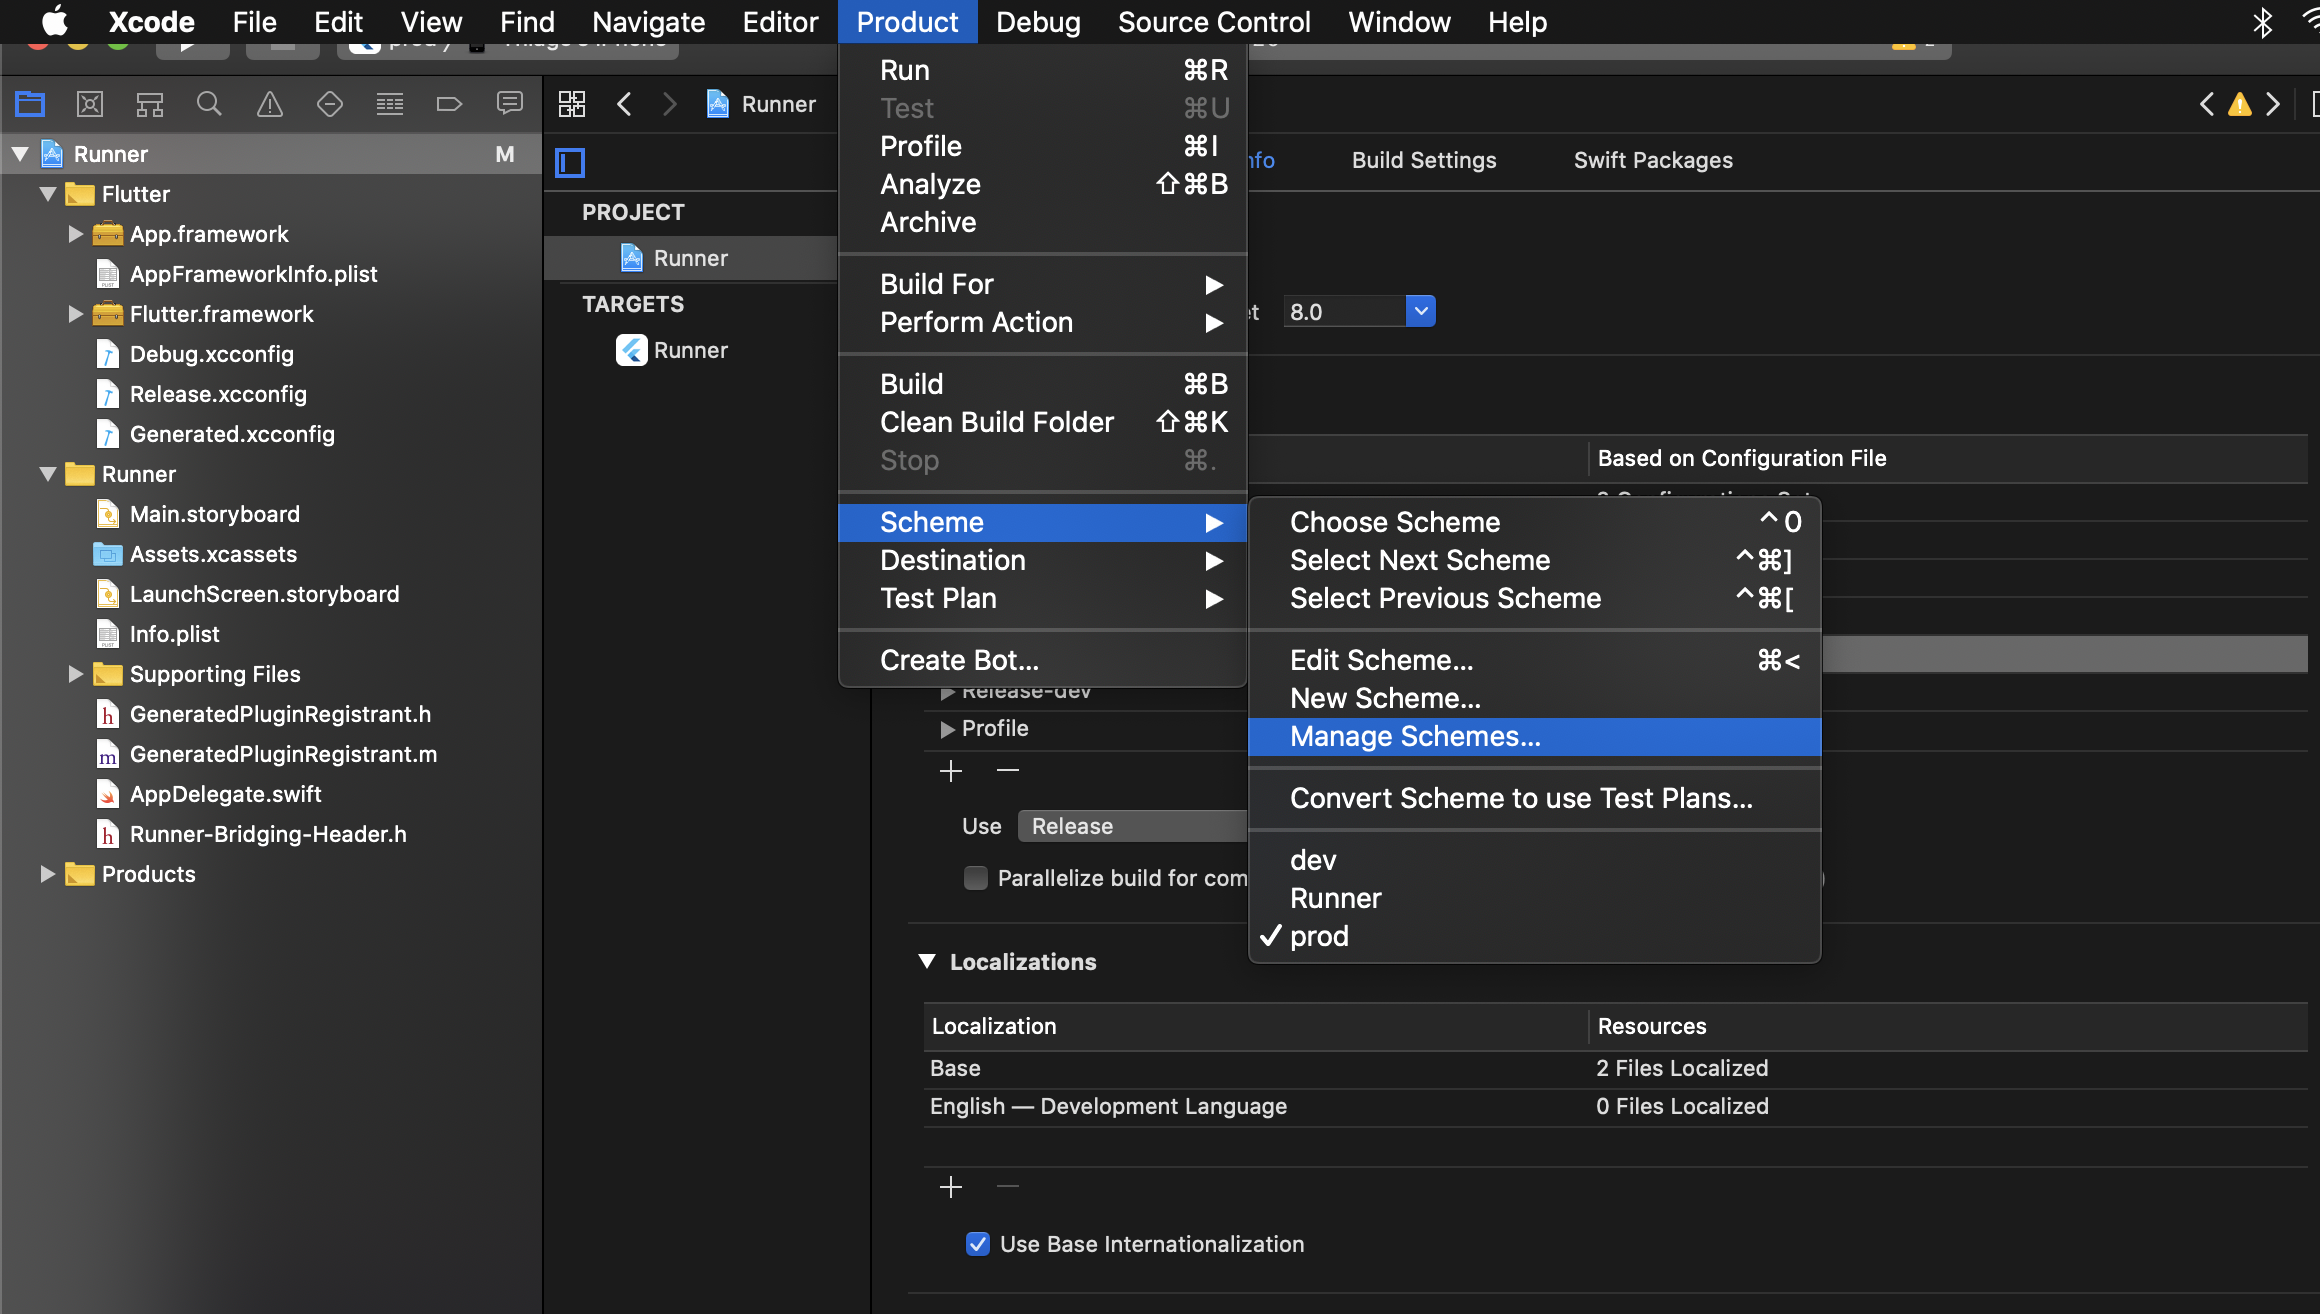 Xcode File Edit View Find Navigate Editor Product Debug Source Control Window Help
Runner M
Flutter
App.framework
AppFrameworkInfo.plist
Flutter.framework
Debug.xcconfig
Release.xcconfig
Generated.xcconfig
Runner
Main.storyboard
Assets.xcassets
LaunchScreen.storyboard
Info.plist
Supporting Files
h GeneratedPluginRegistrant.h
m GeneratedPluginRegistrant.m
AppDelegate.swift
h Runner-Bridging-Header.h
Products
Runner
PROJECT
Runner
TARGETS
Runner
Run ⌘R
Test ⌘U
Profile ⌘I
Analyze ⇧⌘B
Archive
Build For
Perform Action
Build ⌘B
Clean Build Folder ⇧⌘K
Stop ⌘.
Scheme
Destination
Test Plan
Create Bot...
Build Settings Swift Packages
8.0
Based on Configuration File
Choose Scheme ^0
Select Next Scheme ^⌘]
Select Previous Scheme ^⌘[
Edit Scheme... ⌘<
New Scheme...
Manage Schemes...
Convert Scheme to use Test Plans...
dev
Runner
✓ prod
Release-dev
Profile
Use Release
Parallelize build for com
Localizations
Localization Resources
Base 2 Files Localized
English — Development Language 0 Files Localized
Use Base Internationalization